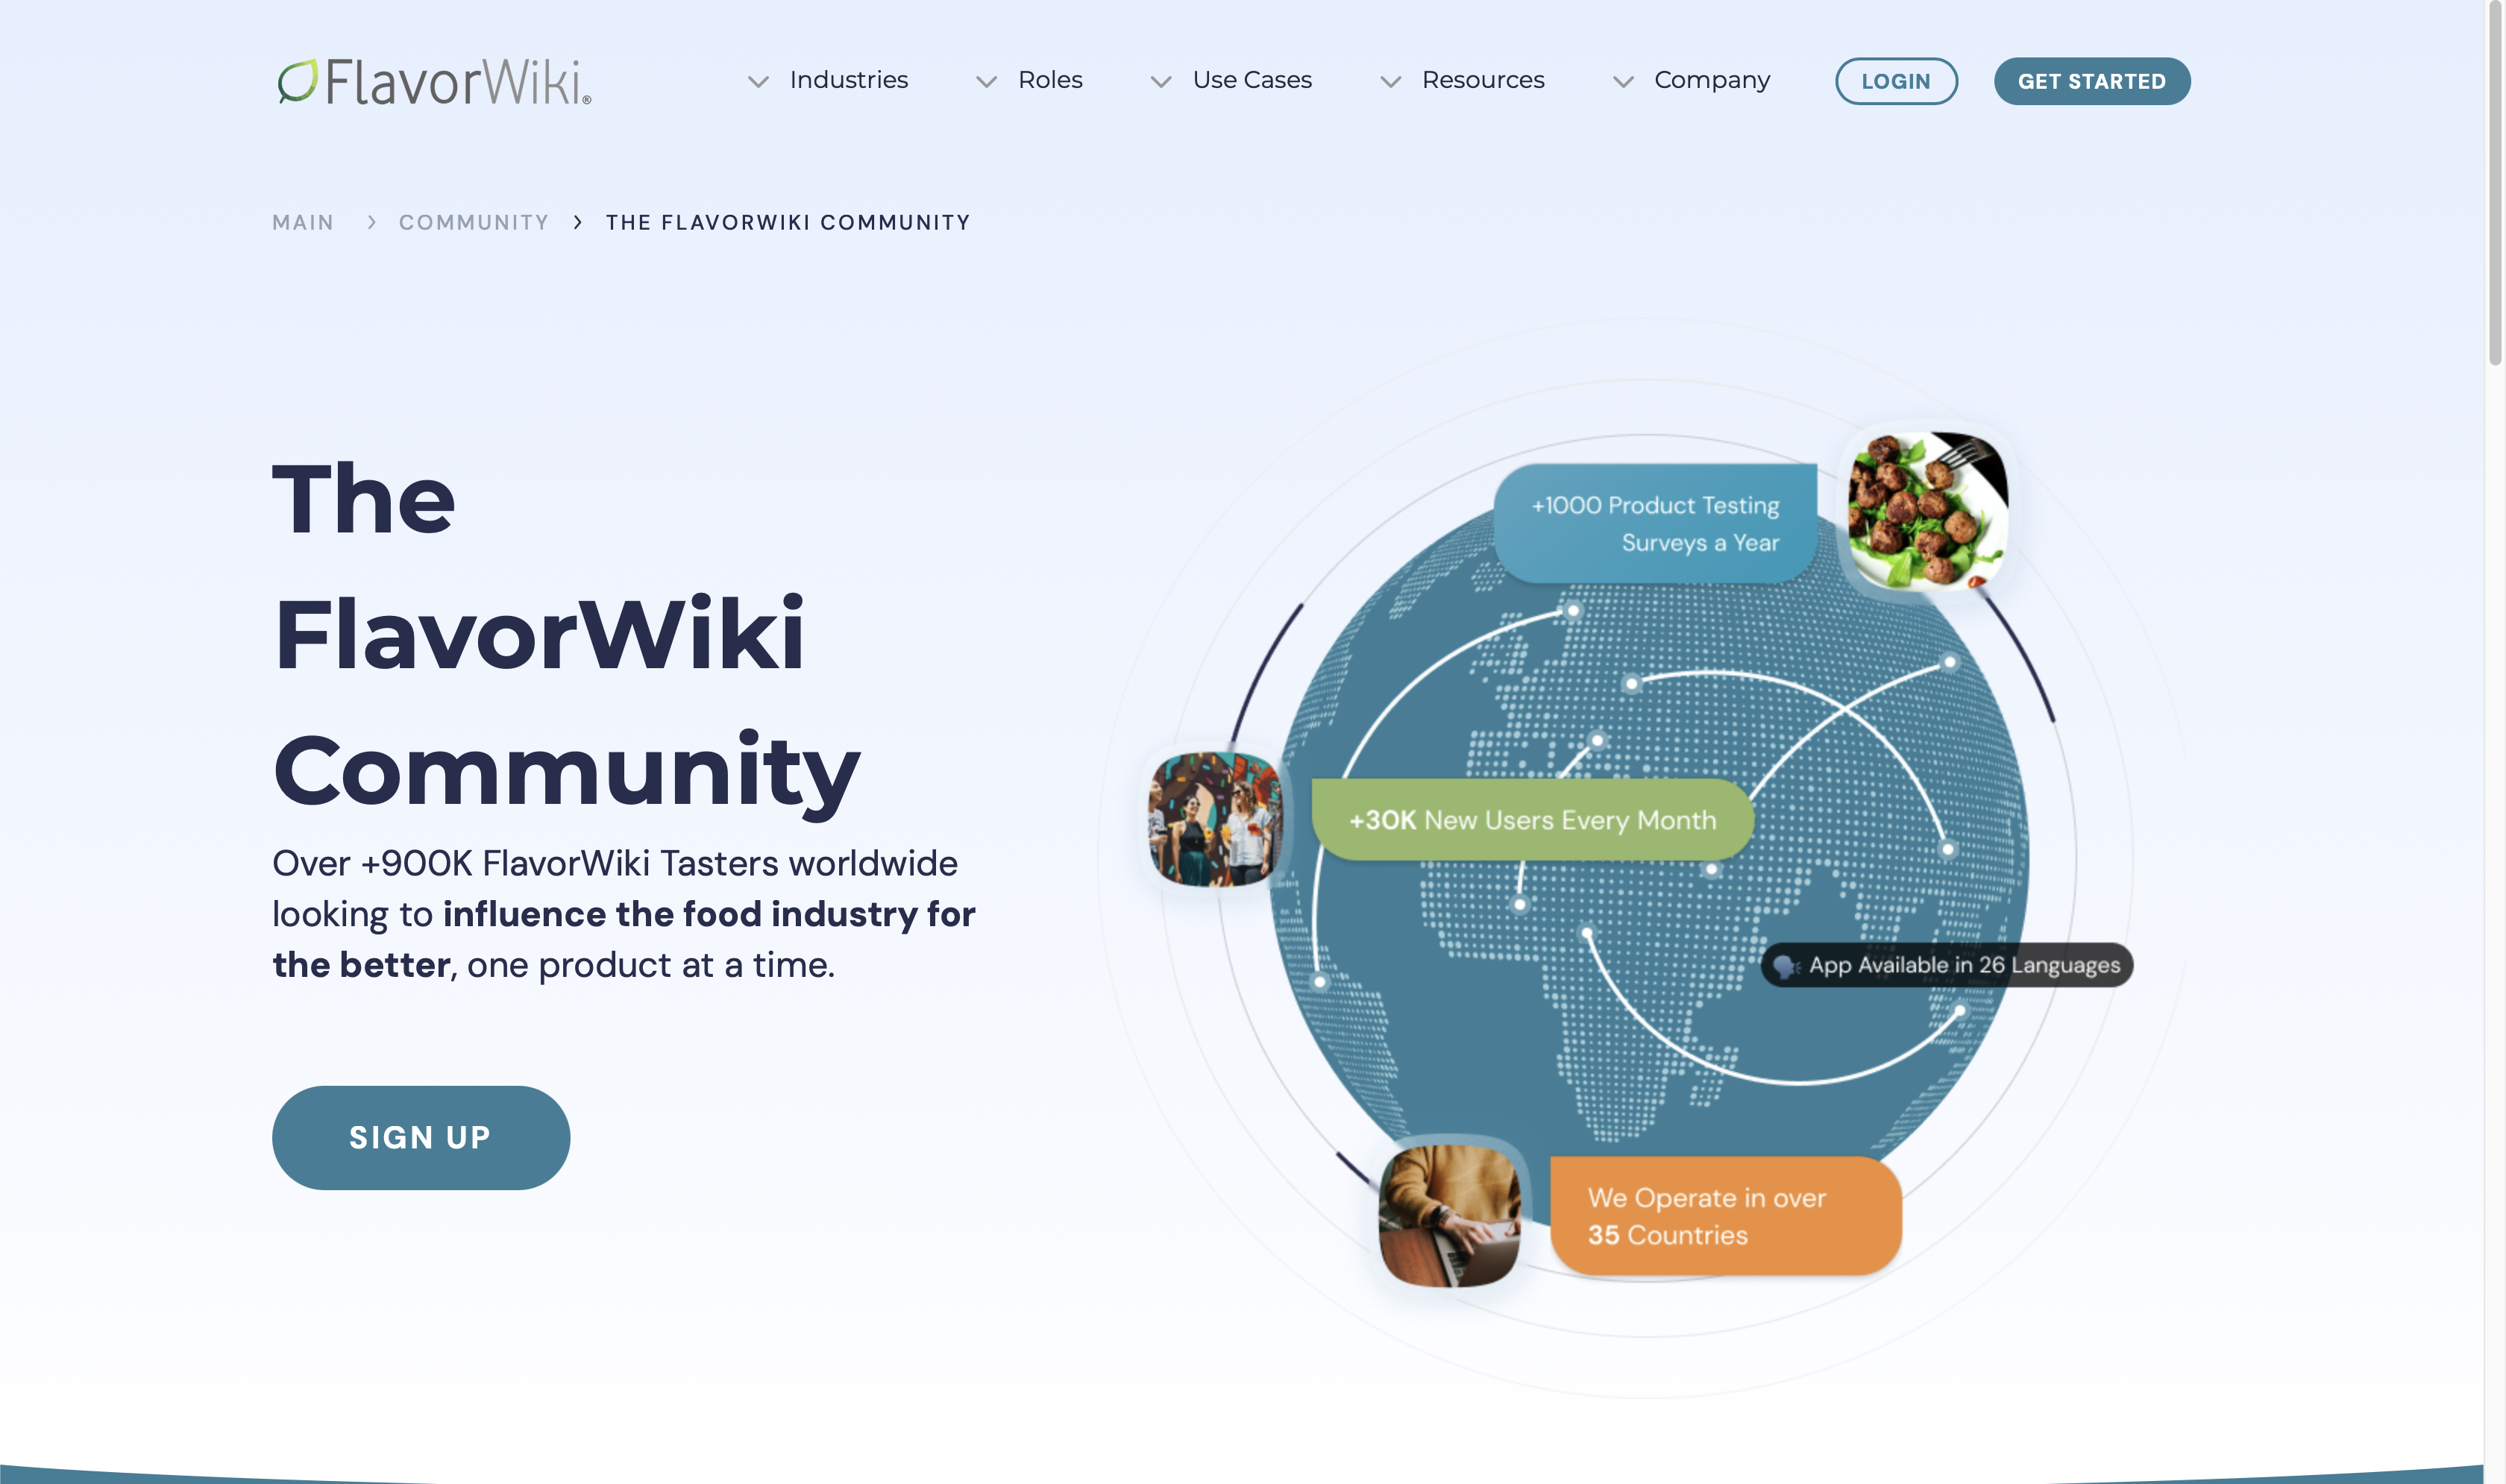 FlavorWiki®
Industries
Roles
Use Cases
Resources
Company
LOGIN
GET STARTED
MAIN > COMMUNITY > THE FLAVORWIKI COMMUNITY
The
FlavorWiki
Community
Over +900K FlavorWiki Tasters worldwide
looking to influence the food industry for
the better, one product at a time.
SIGN UP
+1000 Product Testing
Surveys a Year
+30K New Users Every Month
App Available in 26 Languages
We Operate in over
35 Countries